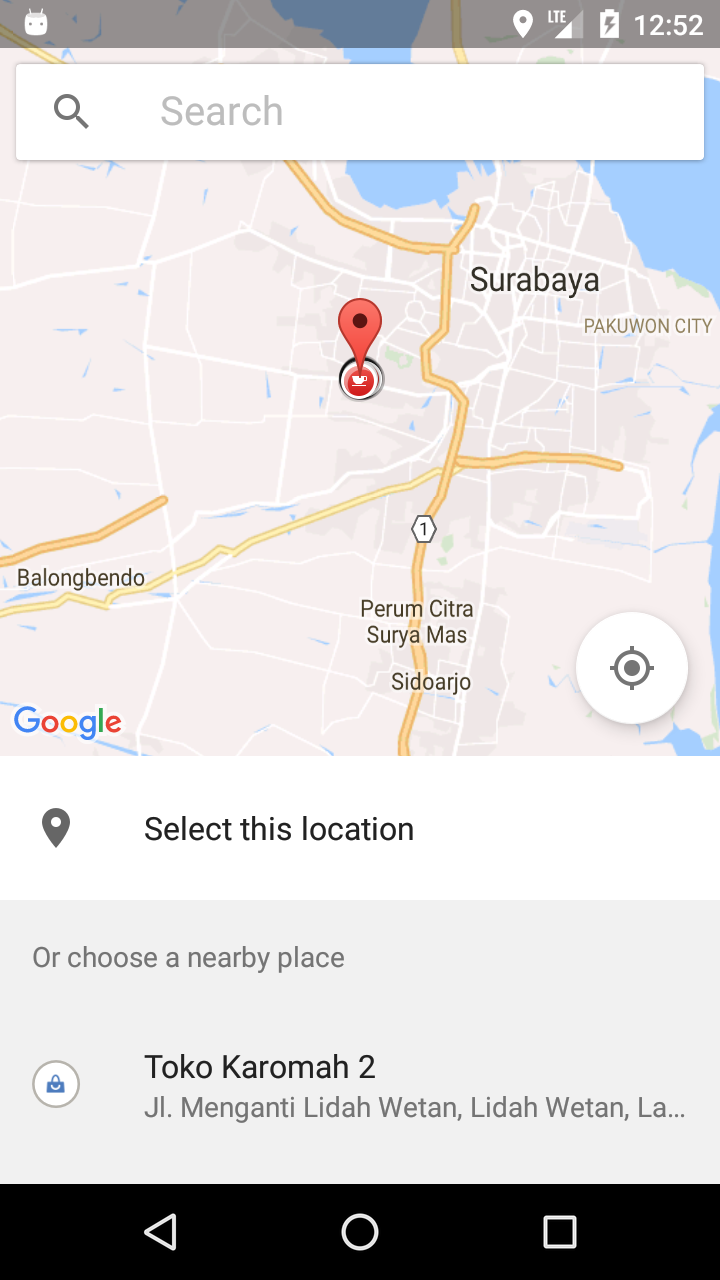 LTE 12:52
Search
Surabaya
PAKUWON CITY
1
Balongbendo
Perum Citra
Surya Mas
Sidoarjo
Google
Select this location
Or choose a nearby place
Toko Karomah 2
Jl. Menganti Lidah Wetan, Lidah Wetan, La...